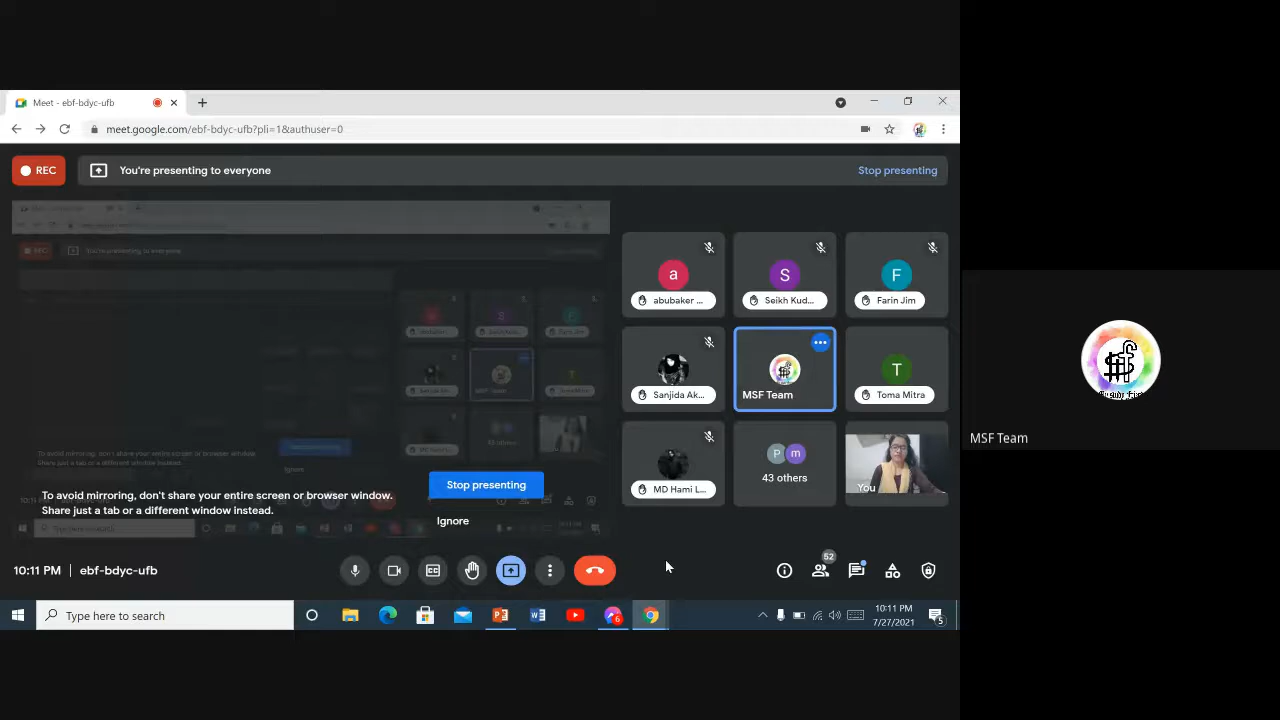 Meet - ebf-bdyc-ufb
meet.google.com/ebf-bdyc-ufb?pli=1&authuser=0
REC
You're presenting to everyone
Stop presenting
abubaker ...
Seikh Kud...
Farin Jim
Sanjida Ak...
MSF Team
Toma Mitra
MD Hami L...
43 others
You
a
S
F
T
P
m
To avoid mirroring, don't share your entire screen or browser window.
Share just a tab or a different window instead.
Stop presenting
Ignore
10:11 PM | ebf-bdyc-ufb
52
Type here to search
10:11 PM
7/27/2021
5
6
MSF Team